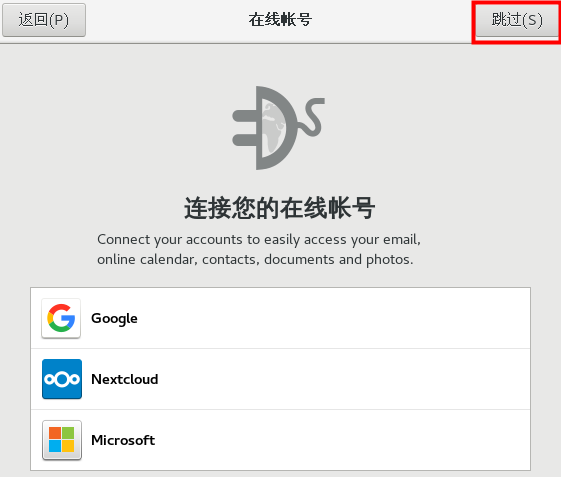 返回(P)
在线帐号
跳过(S)
连接您的在线帐号
Connect your accounts to easily access your email,
online calendar, contacts, documents and photos.
Google
Nextcloud
Microsoft